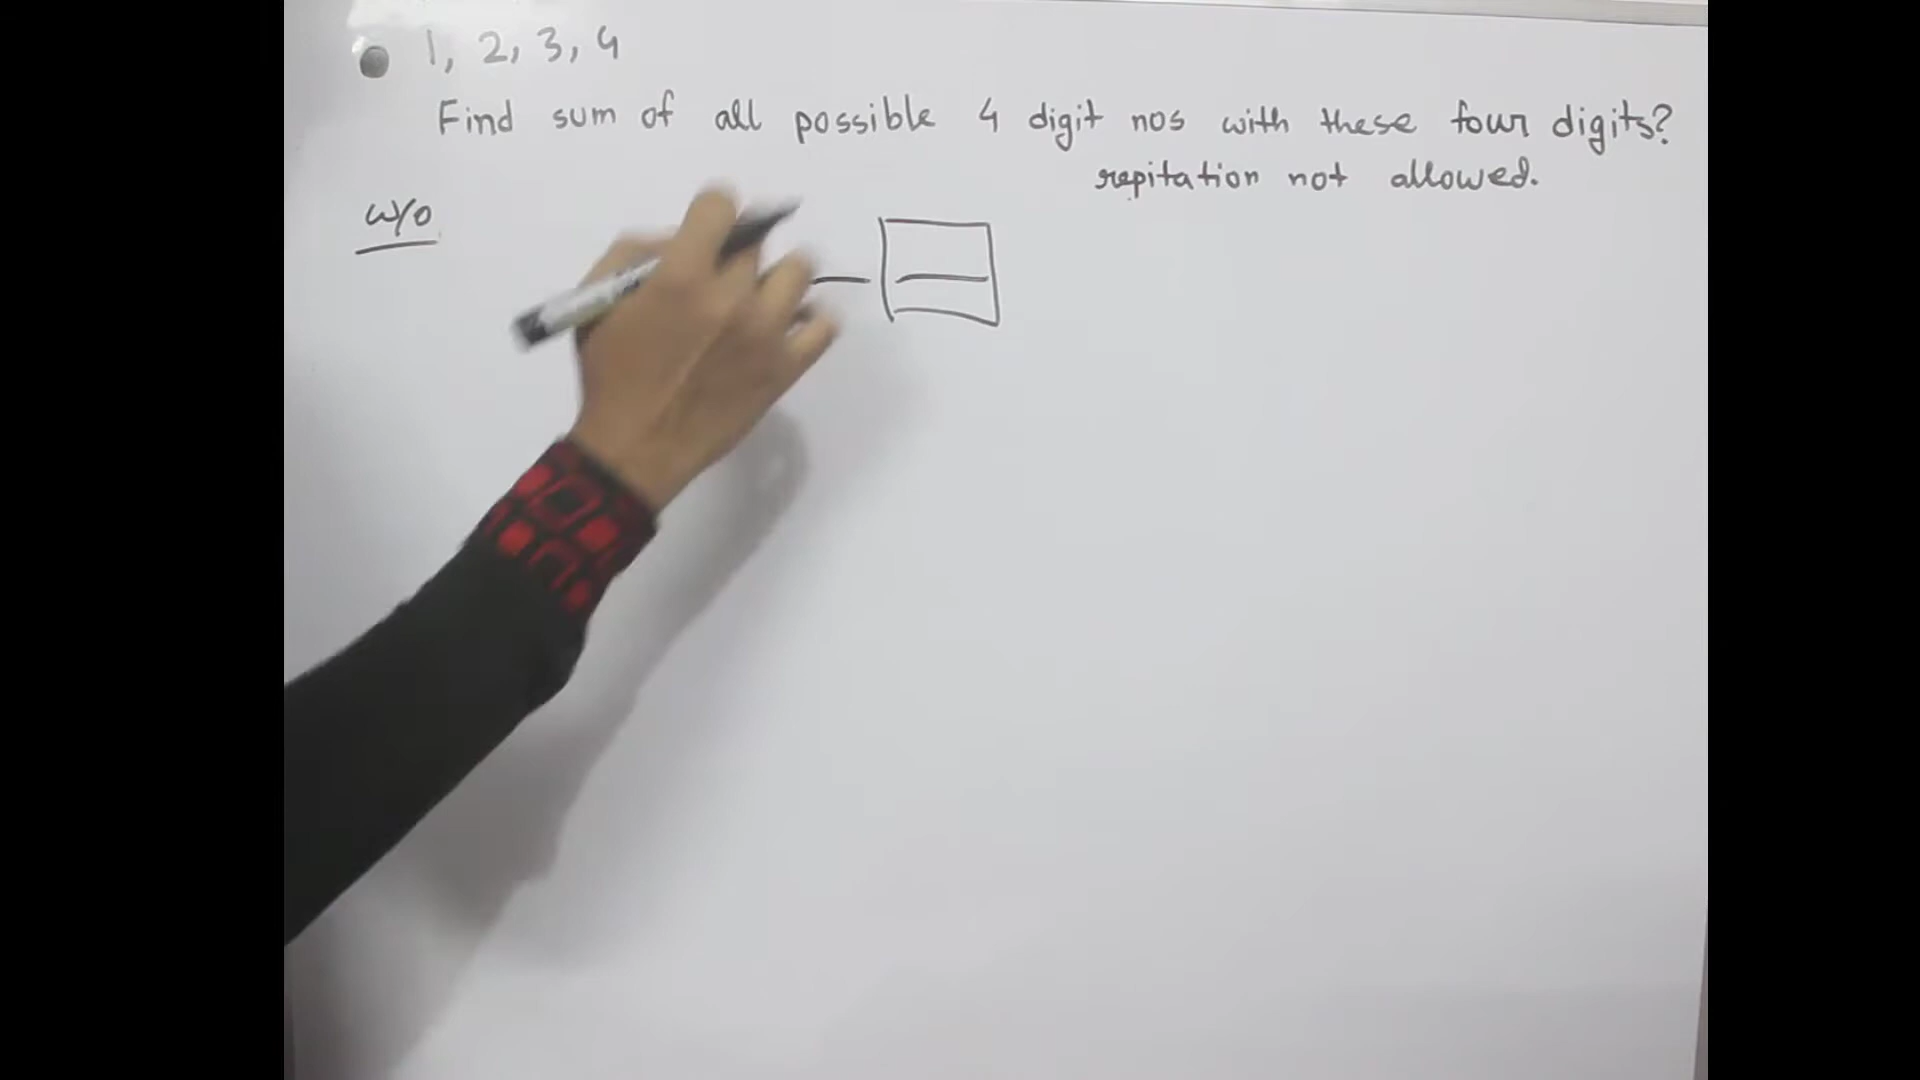 1, 2, 3, 4
Find sum of all possible 4 digit nos with these four digits?
repitation not allowed.
w/o